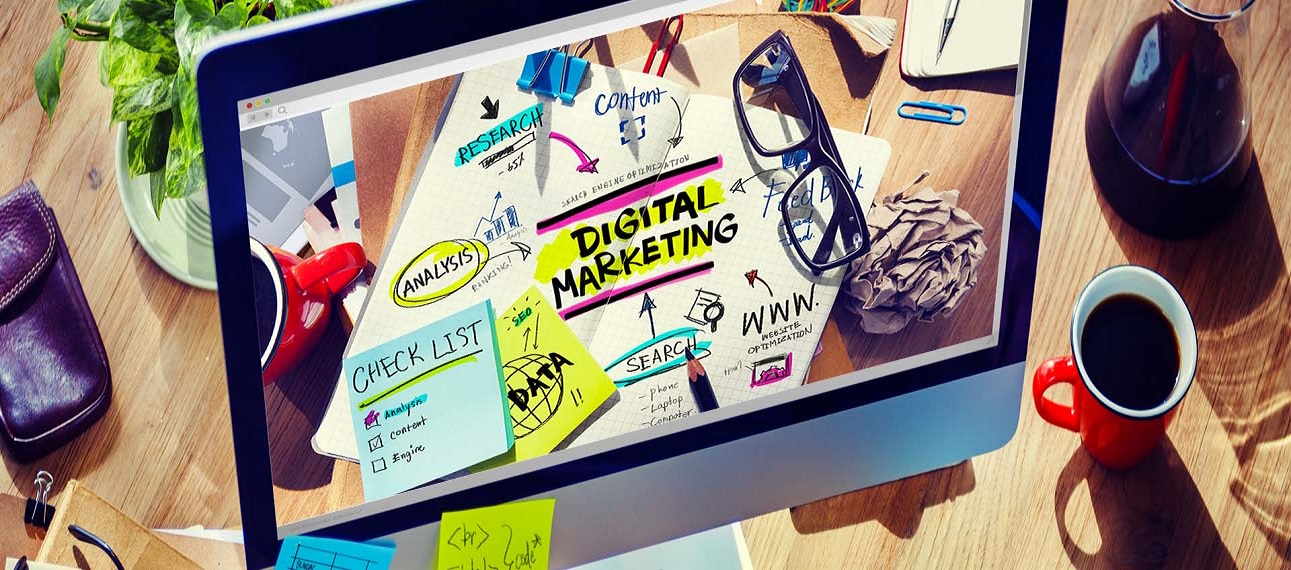 RESEARCH
- 65%
Content
SEARCH ENGINE OPTIMIZATION
DIGITAL
MARKETING
FeedBack
ANALYSIS
RANKING!
WWW.
WEBSITE
OPTIMIZATION
SEARCH
- Phone
- Laptop
- Computer
SEO
DATA
!!
CHECK LIST
Analysis
Content
Engine
<br>
code*